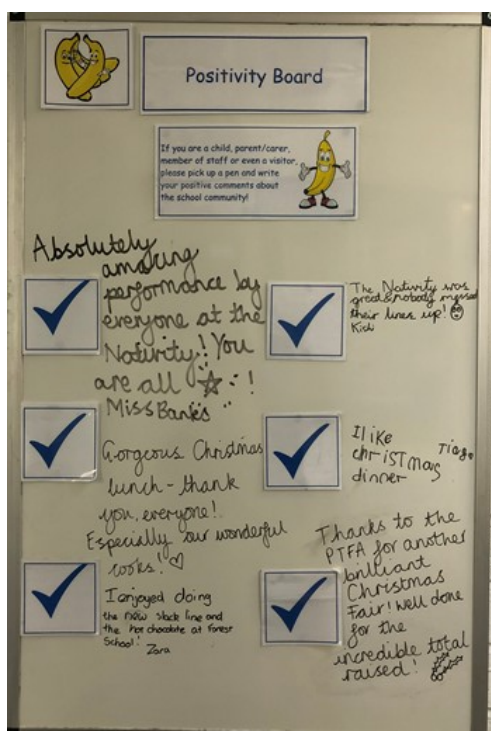 Positivity Board
If you are a child, parent/carer,
member of staff or even a visitor,
please pick up a pen and write
your positive comments about
the school community!
Absolutely
amazing
performance by
everyone at the
Nativity! You
are all ☆!
Miss Banks
The Nativity was
great & nobody messed
their lines up!
Kidi
Gorgeous Christmas
lunch - thank
you, everyone!
Especially our wonderful
cooks! ♡
I like
chriSTmas
dinner
Tiago
I enjoyed doing
the new slack line and
the hot chocolate at Forest
School!
Zara
Thanks to the
PTFA for another
brilliant
Christmas
Fair! Well done
for the
incredible total
raised!